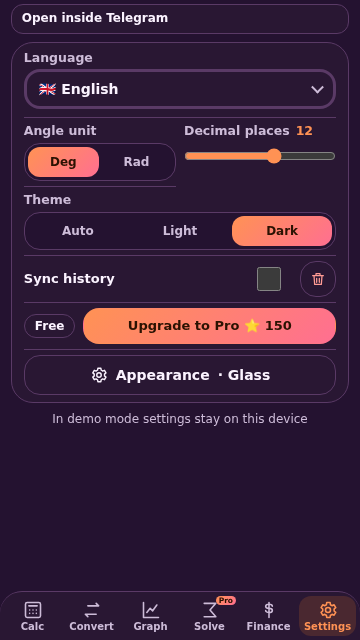 Open inside Telegram
Language
English
Angle unit
Decimal places 12
Deg
Rad
Theme
Auto
Light
Dark
Sync history
Free
Upgrade to Pro ⭐ 150
Appearance · Glass
In demo mode settings stay on this device
Pro
Calc
Convert
Graph
Solve
Finance
Settings